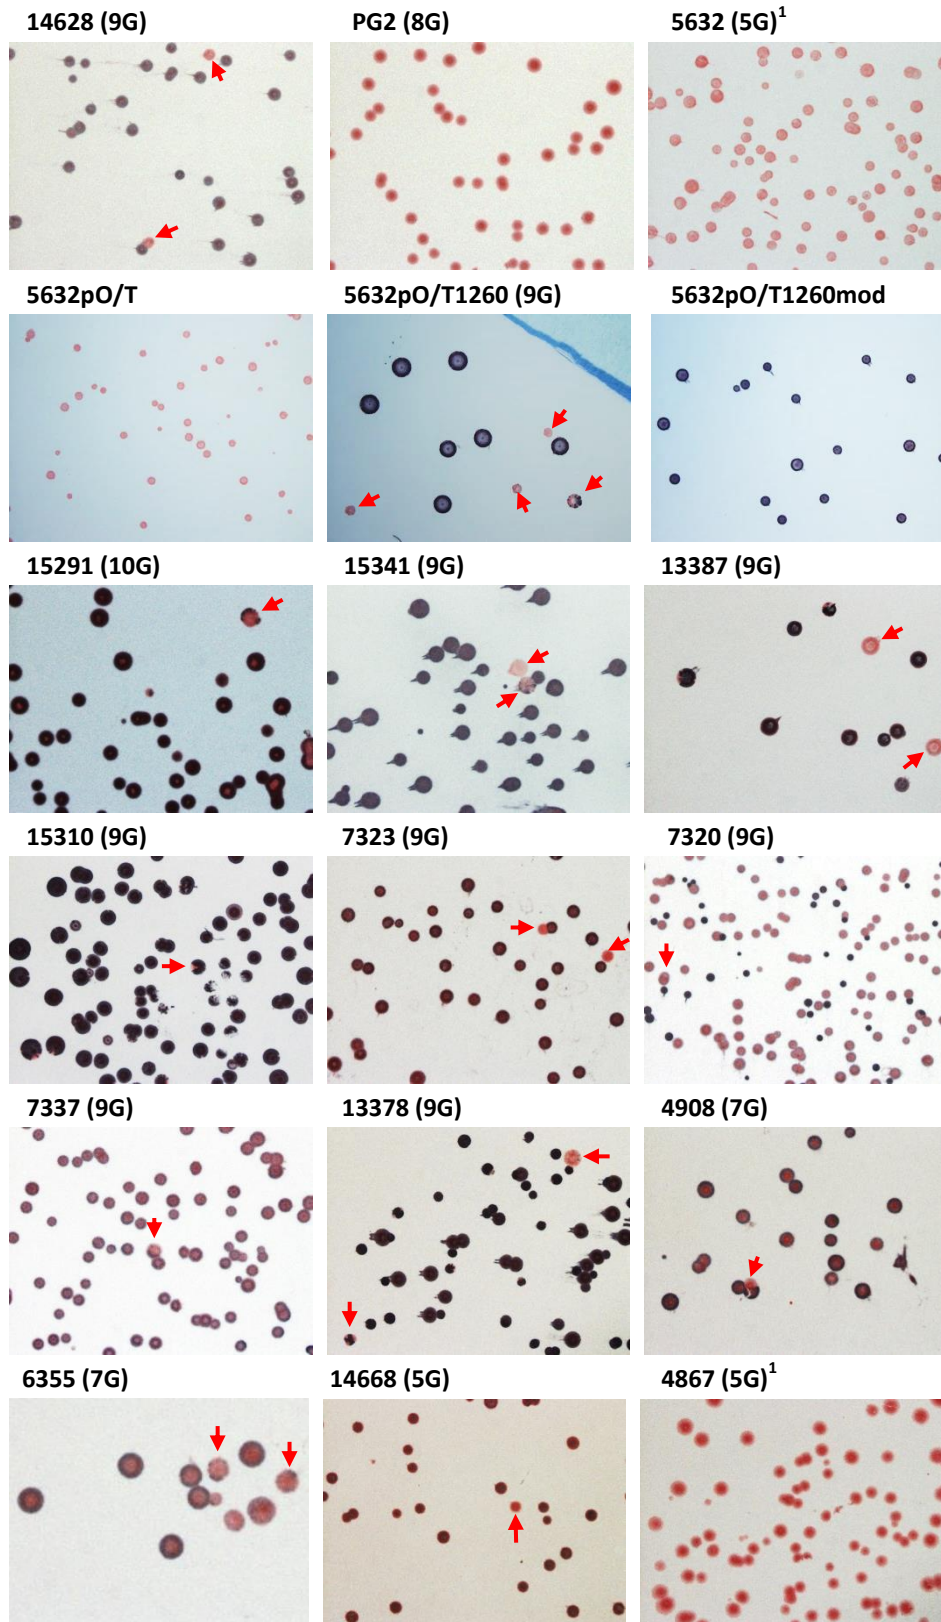 14628 (9G) PG2 (8G) 5632 (5G)¹
5632pO/T 5632pO/T1260 (9G) 5632pO/T1260mod
15291 (10G) 15341 (9G) 13387 (9G)
15310 (9G) 7323 (9G) 7320 (9G)
7337 (9G) 13378 (9G) 4908 (7G)
6355 (7G) 14668 (5G) 4867 (5G)¹